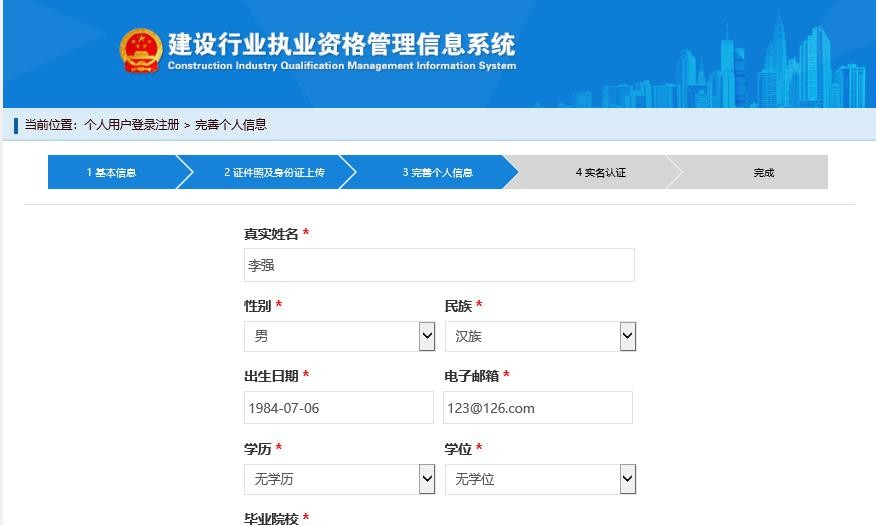 建设行业执业资格管理信息系统
Construction Industry Qualification Management Information System
当前位置：个人用户登录注册 > 完善个人信息
1 基本信息 2 证件照及身份证上传 3 完善个人信息 4 实名认证 完成
真实姓名 *
李强
性别 * 民族 *
男 汉族
出生日期 * 电子邮箱 *
1984-07-06 123@126.com
学历 * 学位 *
无学历 无学位
毕业院校 *